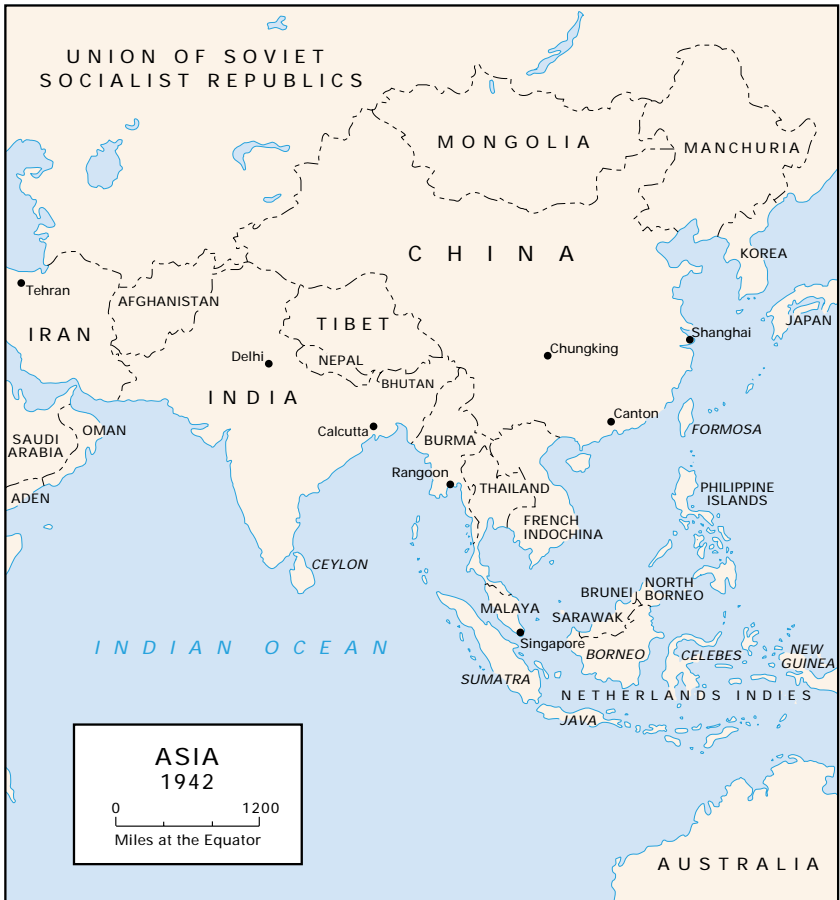 UNION OF SOVIET
SOCIALIST REPUBLICS
MONGOLIA
MANCHURIA
CHINA
KOREA
Tehran
AFGHANISTAN
IRAN
TIBET
JAPAN
Shanghai
Delhi
NEPAL
Chungking
BHUTAN
INDIA
Canton
Calcutta
OMAN
SAUDI
ARABIA
BURMA
FORMOSA
Rangoon
ADEN
THAILAND
PHILIPPINE
ISLANDS
FRENCH
INDOCHINA
CEYLON
BRUNEI
NORTH
BORNEO
MALAYA
SARAWAK
INDIAN OCEAN
Singapore
BORNEO
CELEBES
NEW
GUINEA
SUMATRA
NETHERLANDS INDIES
JAVA
ASIA
1942
0 1200
Miles at the Equator
AUSTRALIA